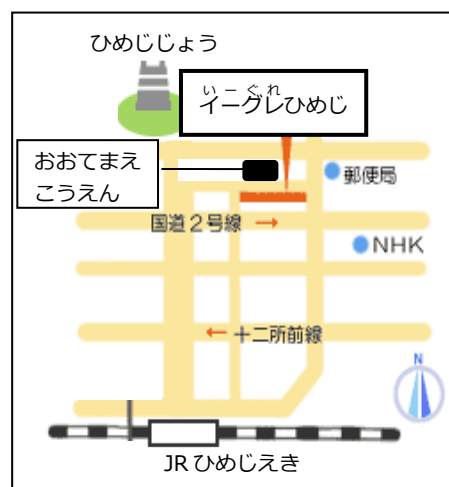 ひめじじょう
いーぐれ
イーグレひめじ
おおてまえ
こうえん
郵便局
国道２号線 →
NHK
← 十二所前線
N
JR ひめじえき